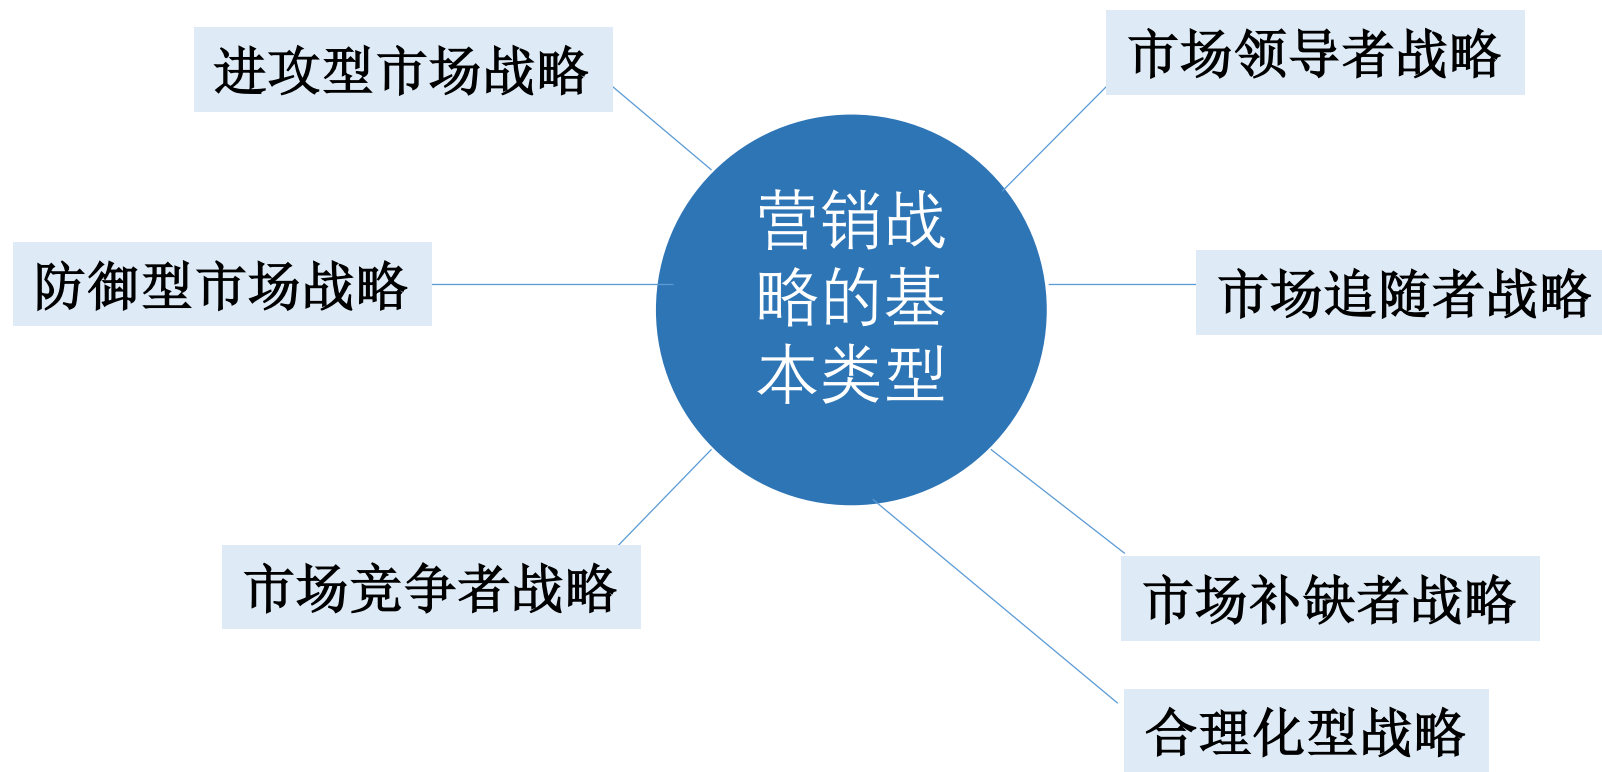 进攻型市场战略
市场领导者战略
营销战
略的基
本类型
防御型市场战略
市场追随者战略
市场竞争者战略
市场补缺者战略
合理化型战略